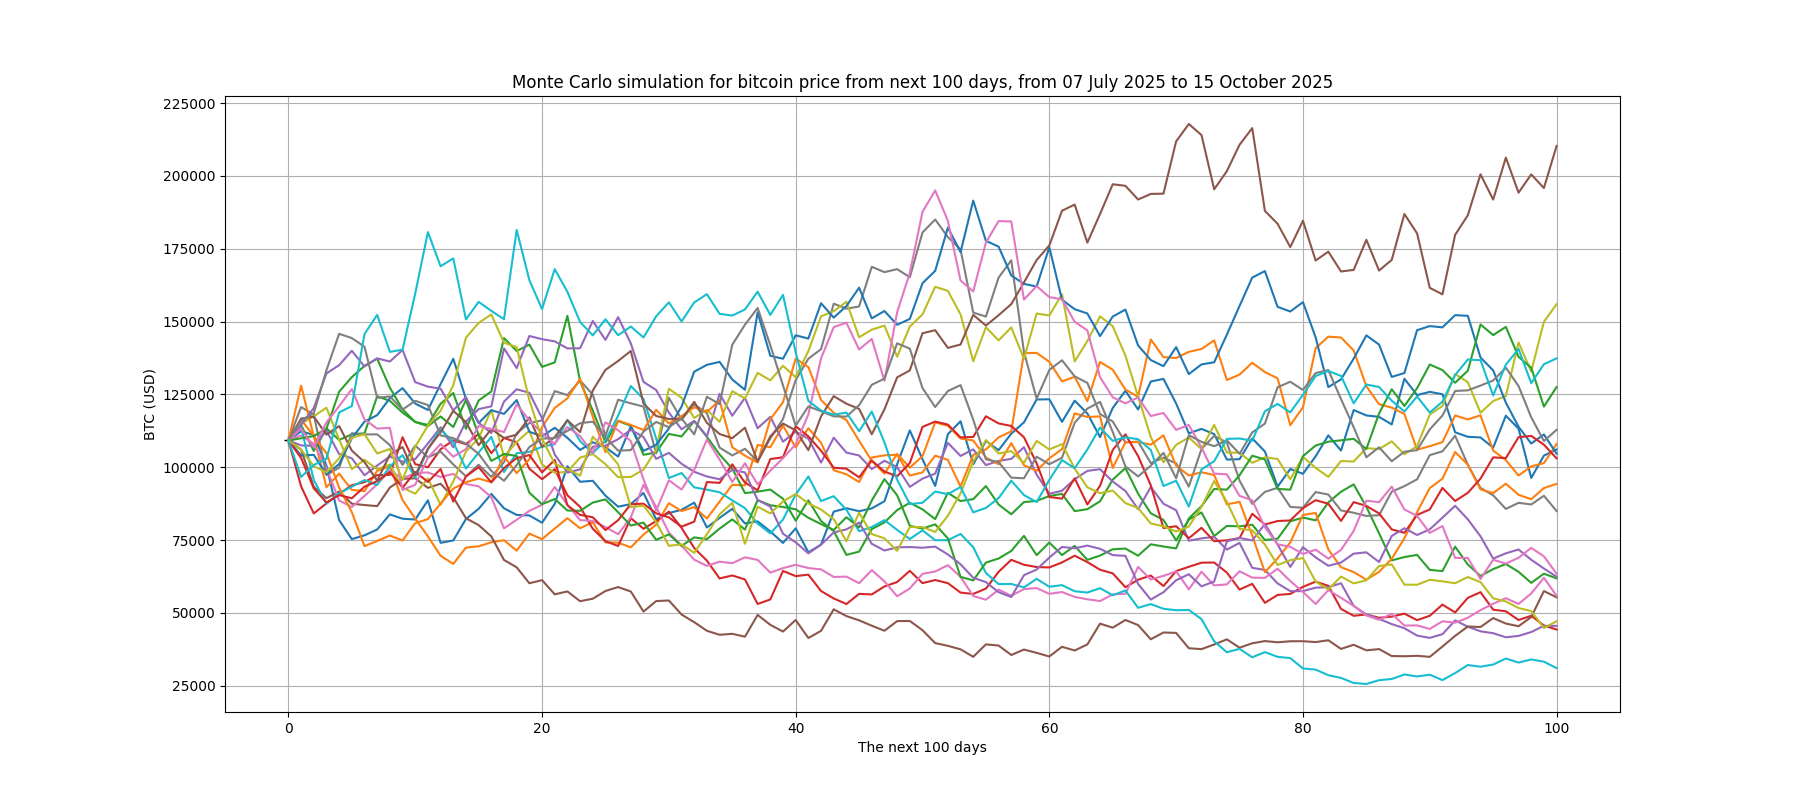 Monte Carlo simulation for bitcoin price from next 100 days, from 07 July 2025 to 15 October 2025
225000
200000
175000
150000
125000
100000
75000
50000
25000
BTC (USD)
0 20 40 60 80 100
The next 100 days